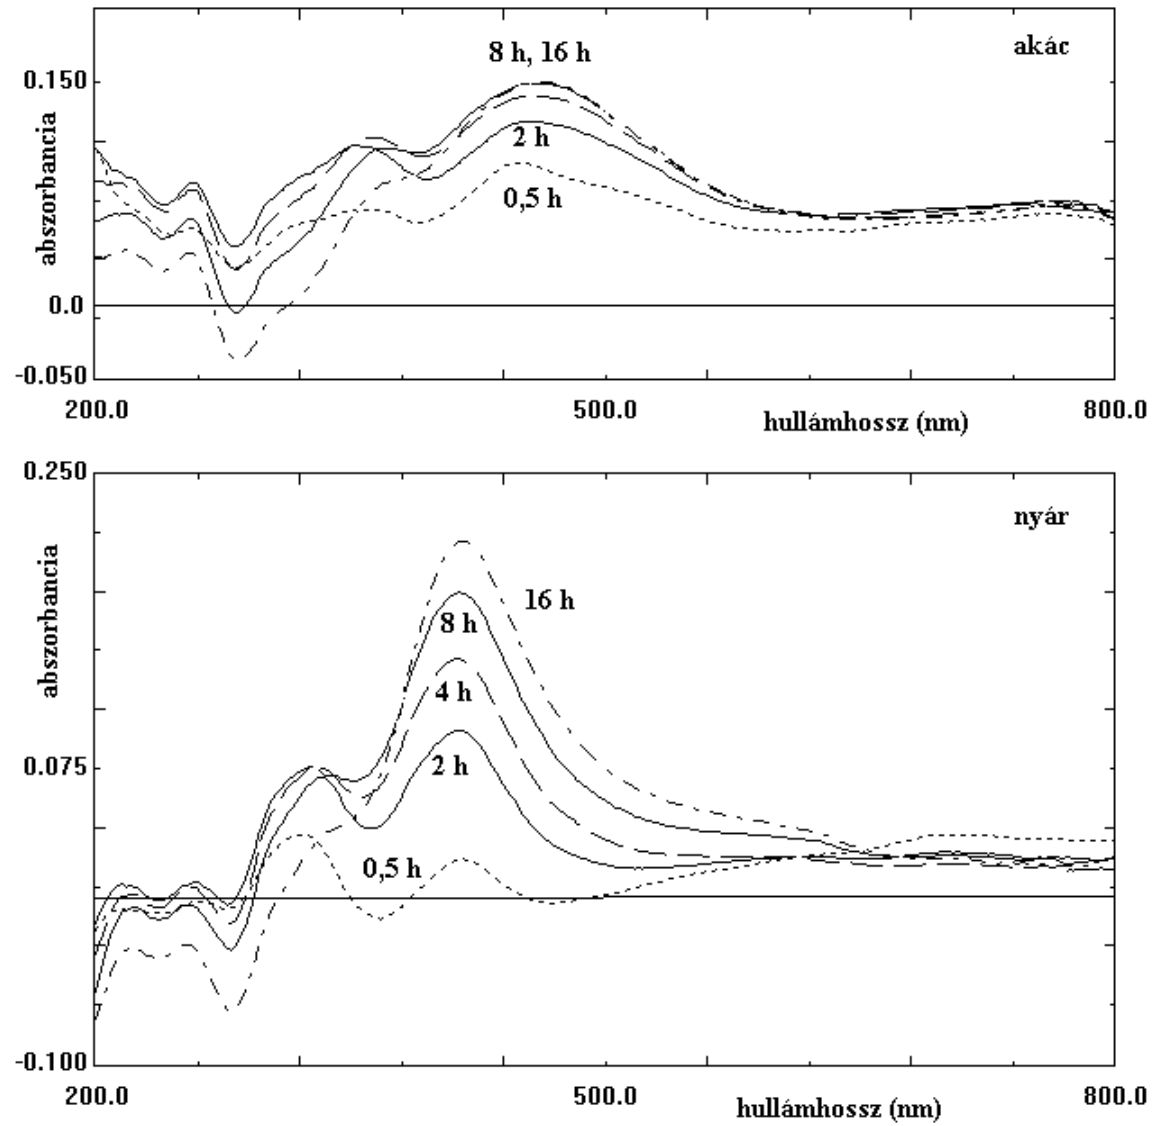 akác
8 h, 16 h
0.150
2 h
0,5 h
abszorbancia
0.0
-0.050
200.0 500.0 800.0
hullámhossz (nm)
0.250
nyár
abszorbancia
16 h
8 h
4 h
2 h
0.075
0,5 h
-0.100
200.0 500.0 800.0
hullámhossz (nm)